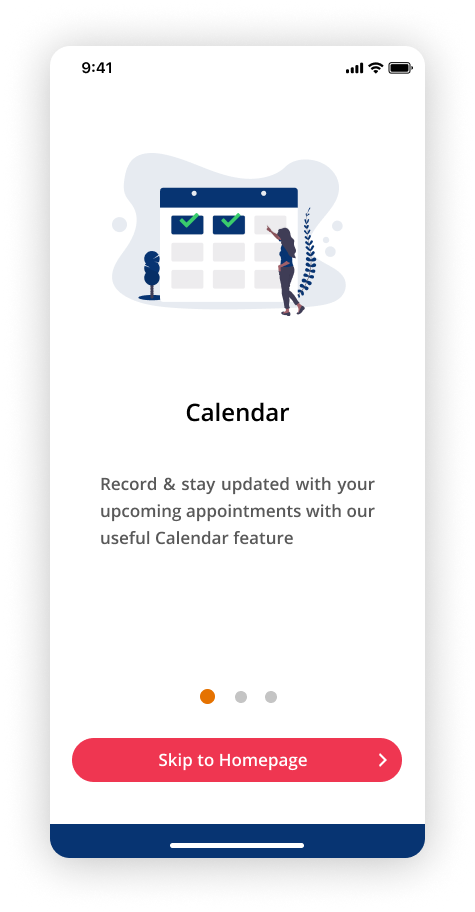 9:41
Calendar
Record & stay updated with your
upcoming appointments with our
useful Calendar feature
Skip to Homepage